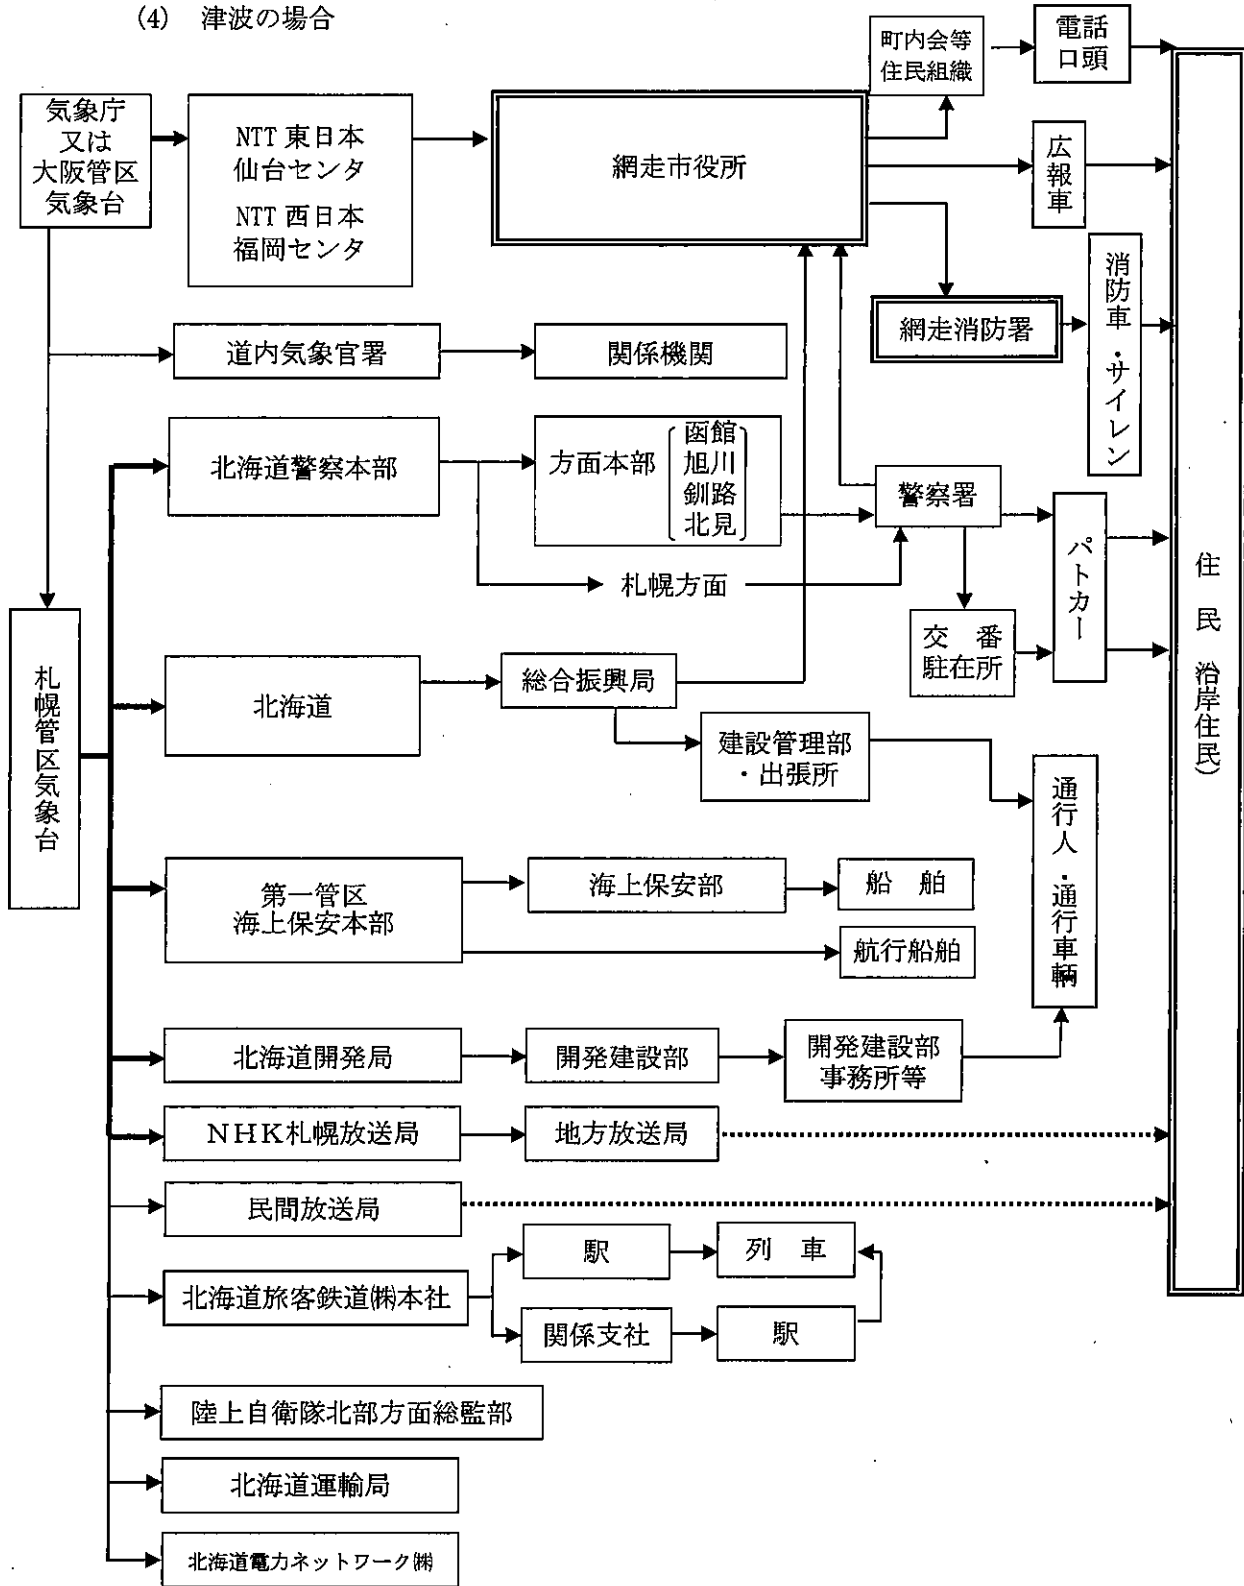 (4) 津波の場合
気象庁
又は
大阪管区
気象台
NTT 東日本
仙台センタ
NTT 西日本
福岡センタ
網走市役所
町内会等
住民組織
電話
口頭
広報車
網走消防署
消防車・サイレン
道内気象官署
関係機関
北海道警察本部
方面本部
函館
旭川
釧路
北見
札幌方面
警察署
交 番
駐在所
パトカー
住 民 沿岸住民)
札幌管区気象台
北海道
総合振興局
建設管理部
・出張所
通行人・通行車輌
第一管区
海上保安本部
海上保安部
船 舶
航行船舶
北海道開発局
開発建設部
開発建設部
事務所等
NHK札幌放送局
地方放送局
民間放送局
北海道旅客鉄道㈱本社
駅
列 車
関係支社
駅
陸上自衛隊北部方面総監部
北海道運輸局
北海道電力ネットワーク㈱